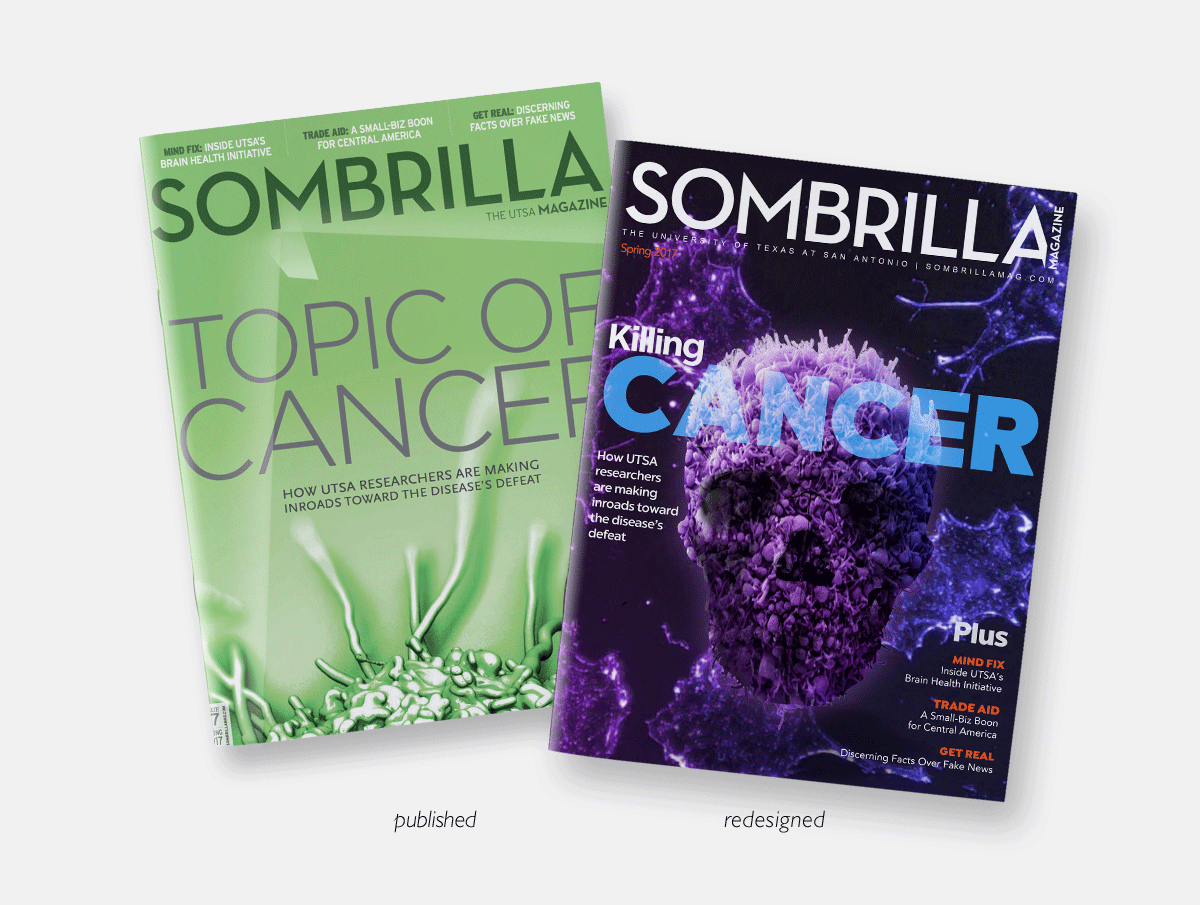 MIND FIX: INSIDE UTSA'S
BRAIN HEALTH INITIATIVE
TRADE AID: A SMALL-BIZ BOON
FOR CENTRAL AMERICA
GET REAL: DISCERNING
FACTS OVER FAKE NEWS
SOMBRILLA
THE UTSA MAGAZINE
TOPIC OF
CANCER
HOW UTSA RESEARCHERS ARE MAKING
INROADS TOWARD THE DISEASE'S DEFEAT
SOMBRILLA
MAGAZINE
THE UNIVERSITY OF TEXAS AT SAN ANTONIO | SOMBRILLAMAG.COM
Spring 2017
Killing
CANCER
How UTSA
researchers
are making
inroads toward
the disease's
defeat
Plus
MIND FIX
Inside UTSA's
Brain Health Initiative
TRADE AID
A Small-Biz Boon
for Central America
GET REAL
Discerning Facts Over Fake News
published
redesigned